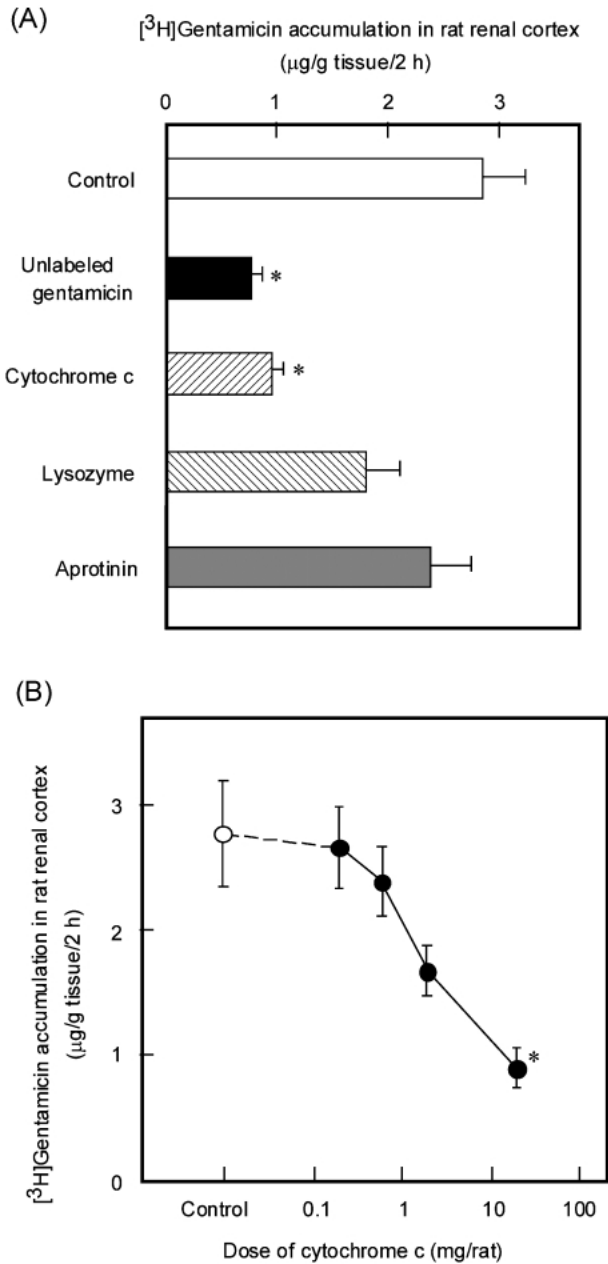 (A)
[³H]Gentamicin accumulation in rat renal cortex
(μg/g tissue/2 h)
0 1 2 3
Control
Unlabeled
gentamicin
*
Cytochrome c
*
Lysozyme
Aprotinin
(B)
[³H]Gentamicin accumulation in rat renal cortex
(μg/g tissue/2 h)
3
2
1
0
*
Control 0.1 1 10 100
Dose of cytochrome c (mg/rat)